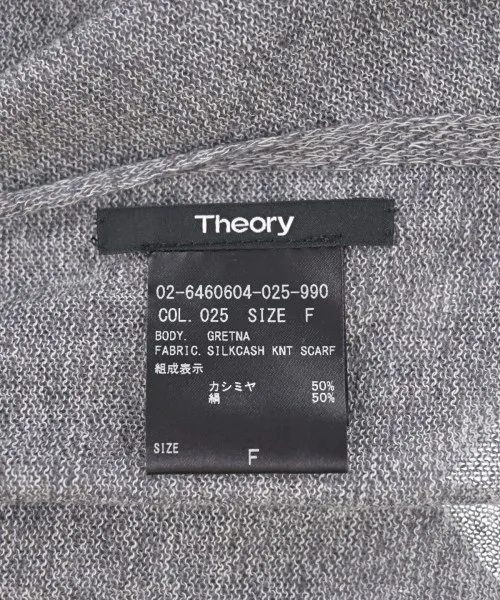 Theory
02-6460604-025-990
COL. 025 SIZE F
BODY. GRETNA
FABRIC. SILKCASH KNT SCARF
組成表示
カシミヤ 50%
絹 50%
SIZE F